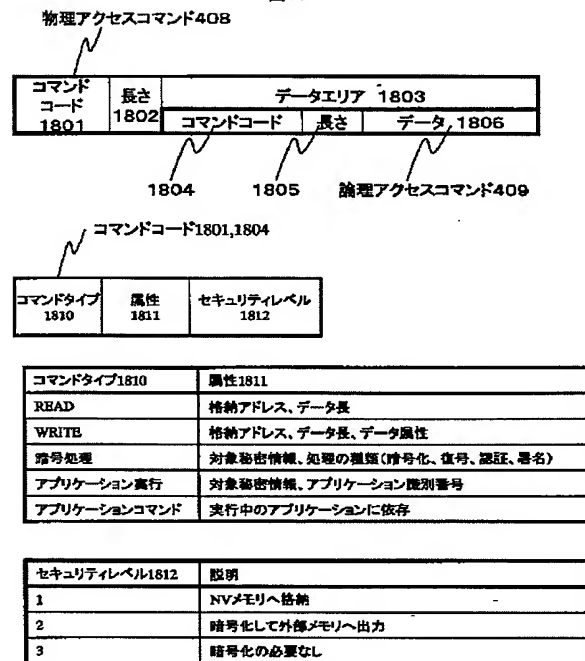 物理アクセスコマンド408
コマンド
コード
1801
長さ
1802
データエリア 1803
コマンドコード
長さ
データ 1806
1804
1805
論理アクセスコマンド409
コマンドコード1801,1804
コマンドタイプ
1810
属性
1811
セキュリティレベル
1812
コマンドタイプ1810 属性1811
READ 格納アドレス、データ長
WRITE 格納アドレス、データ長、データ属性
暗号処理 対象秘密情報、処理の種類(暗号化、復号、認証、署名)
アプリケーション実行 対象秘密情報、アプリケーション識別番号
アプリケーションコマンド 実行中のアプリケーションに依存
セキュリティレベル1812 説明
1 NVメモリへ格納
2 暗号化して外部メモリへ出力
3 暗号化の必要なし